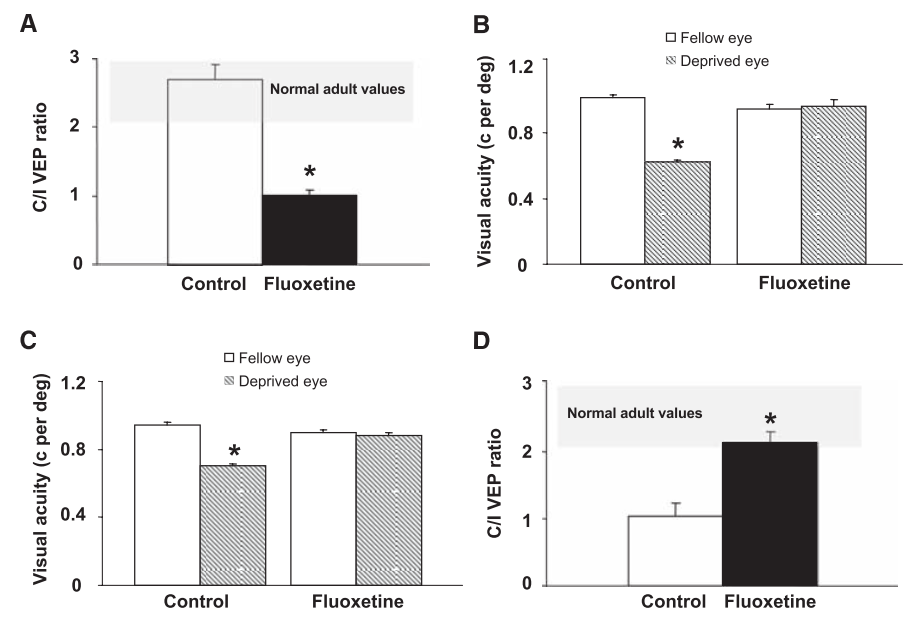 A
C/I VEP ratio
3
2
1
0
Normal adult values
*
Control Fluoxetine
B
Fellow eye
Deprived eye
Visual acuity (c per deg)
1.2
0.8
0.4
0
*
Control Fluoxetine
C
Fellow eye
Deprived eye
Visual acuity (c per deg)
1.2
0.8
0.4
0
*
Control Fluoxetine
D
C/I VEP ratio
3
2
1
0
Normal adult values
*
Control Fluoxetine